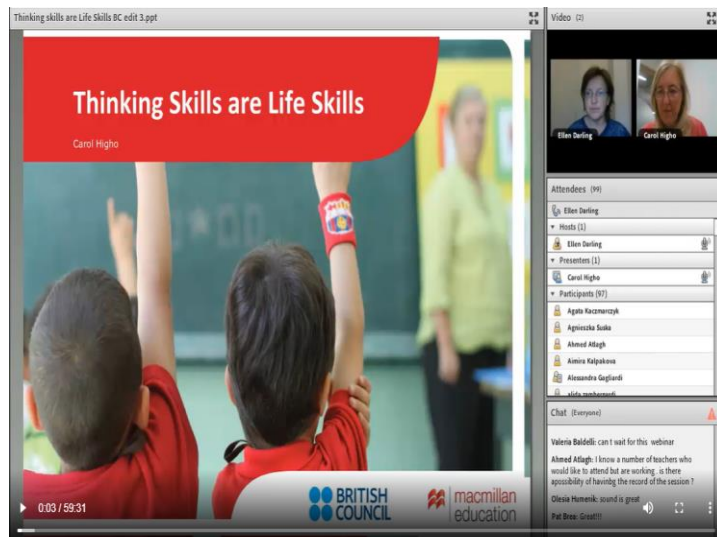 Thinking skills are Life Skills BC edit 3.ppt
Thinking Skills are Life Skills
Carol Higho
BRITISH
COUNCIL
macmillan
education
0:03 / 59:31
Video (2)
Ellen Darling
Carol Higho
Attendees (99)
Ellen Darling
Hosts (1)
Ellen Darling
Presenters (1)
Carol Higho
Participants (97)
Agata Kaczmarczyk
Agnieszka Suska
Ahmed Atlagh
Aimira Kalpakova
Alessandra Gagliardi
Chat (Everyone)
Valeria Baldelli: can t wait for this webinar
Ahmed Atlagh: I know a number of teachers who
would like to attend but are working . is there
apossibility of havinbg the record of the session ?
Olesia Homenik: sound is great
Pat Brea: Great!!!